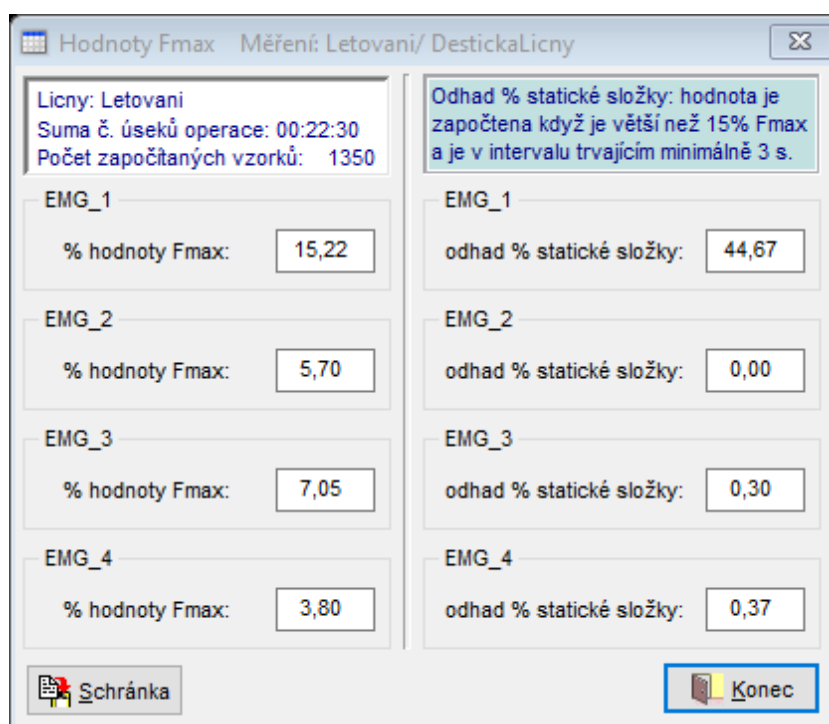 Hodnoty Fmax Měření: Letovani/ DestickaLicny
Licny: Letovani
Suma č. úseků operace: 00:22:30
Počet započítaných vzorků: 1350
EMG_1
% hodnoty Fmax: 15,22
EMG_2
% hodnoty Fmax: 5,70
EMG_3
% hodnoty Fmax: 7,05
EMG_4
% hodnoty Fmax: 3,80
Schránka
Odhad % statické složky: hodnota je
započtena když je větší než 15% Fmax
a je v intervalu trvajícím minimálně 3 s.
EMG_1
odhad % statické složky: 44,67
EMG_2
odhad % statické složky: 0,00
EMG_3
odhad % statické složky: 0,30
EMG_4
odhad % statické složky: 0,37
Konec